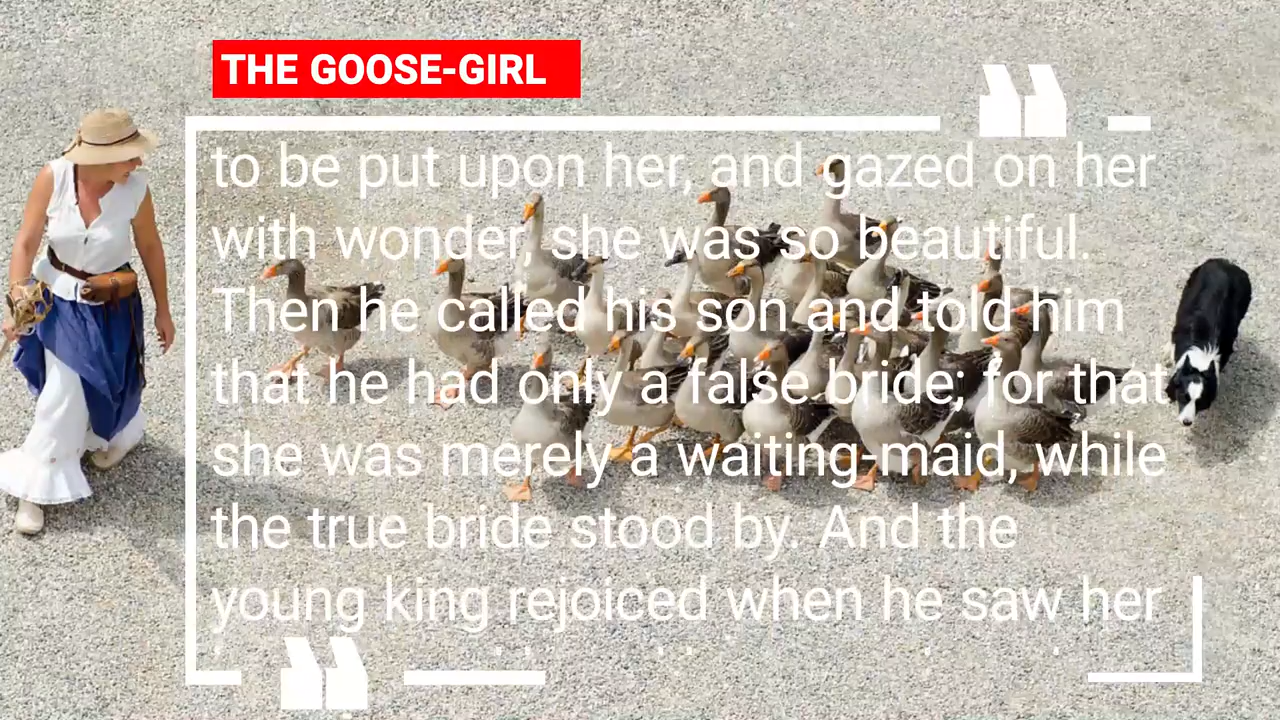 THE GOOSE-GIRL
to be put upon her, and gazed on her
with wonder, she was so beautiful.
Then he called his son and told him
that he had only a false bride; for that
she was merely a waiting-maid, while
the true bride stood by. And the
young king rejoiced when he saw her